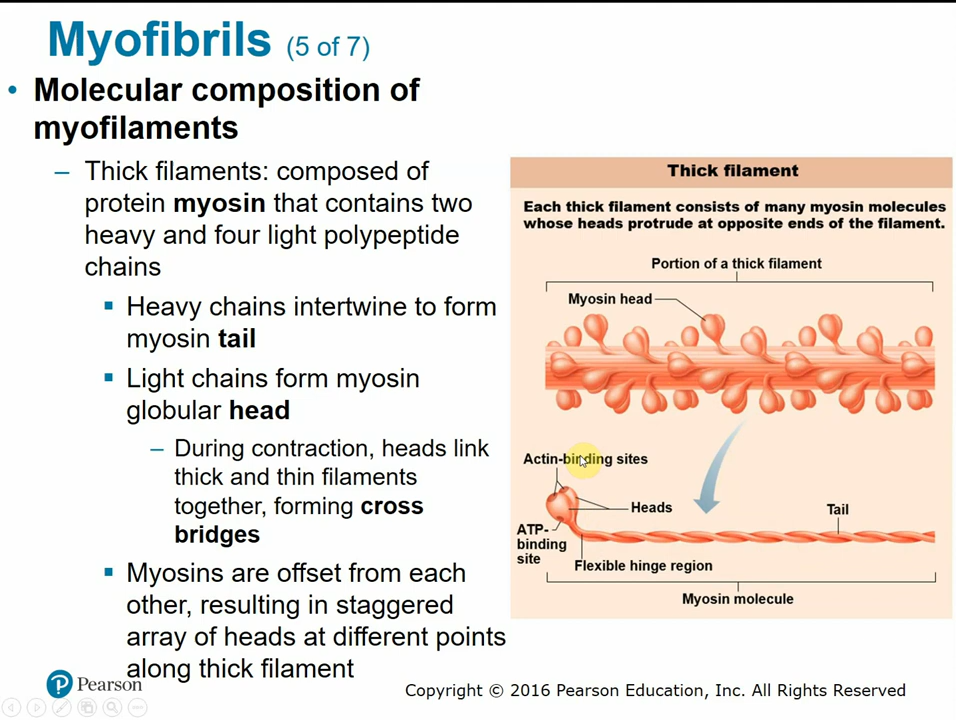 Myofibrils (5 of 7)
• Molecular composition of
myofilaments
– Thick filaments: composed of
protein myosin that contains two
heavy and four light polypeptide
chains
▪ Heavy chains intertwine to form
myosin tail
▪ Light chains form myosin
globular head
– During contraction, heads link
thick and thin filaments
together, forming cross
bridges
▪ Myosins are offset from each
other, resulting in staggered
array of heads at different points
along thick filament
Thick filament
Each thick filament consists of many myosin molecules
whose heads protrude at opposite ends of the filament.
Portion of a thick filament
Myosin head
Actin-binding sites
Heads
Tail
ATP-
binding
site
Flexible hinge region
Myosin molecule
Pearson
Copyright © 2016 Pearson Education, Inc. All Rights Reserved